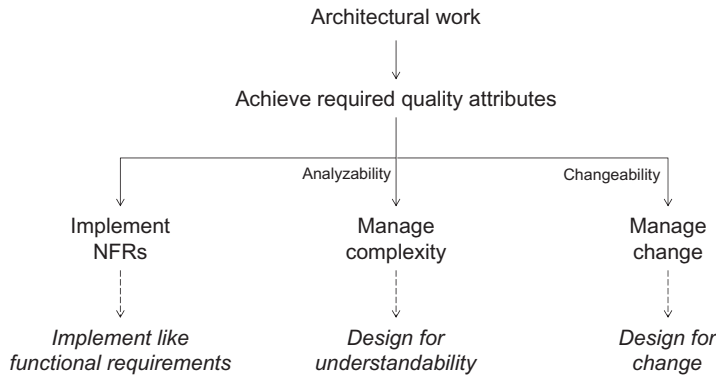 Architectural work
Achieve required quality attributes
Analyzability
Changeability
Implement
NFRs
Manage
complexity
Manage
change
Implement like
functional requirements
Design for
understandability
Design for
change